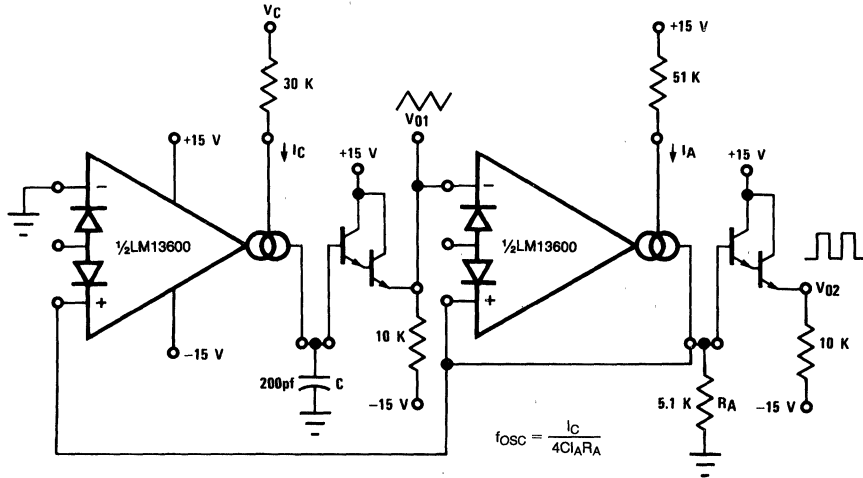 VC
30 K
IC
+15 V
−
½LM13600
+
−15 V
+15 V
200pf
C
V01
10 K
−15 V
+15 V
51 K
IA
−
½LM13600
+
+15 V
V02
10 K
−15 V
5.1 K
RA
fOSC = IC
4CIARA